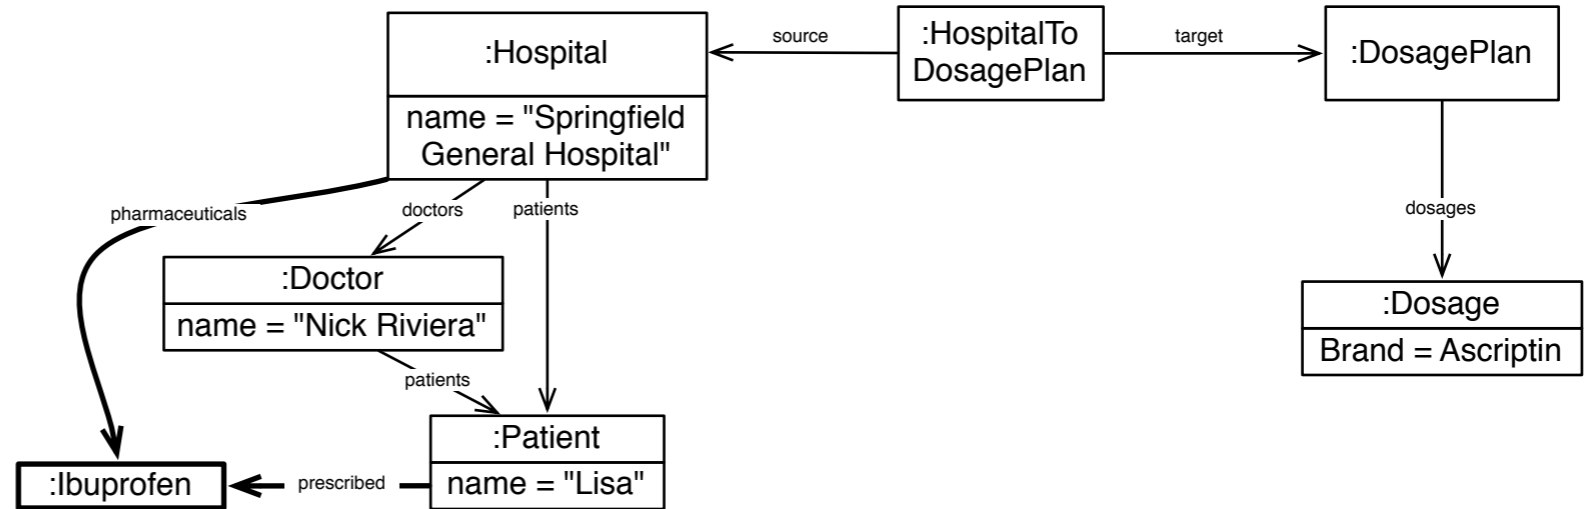 :Hospital
name = "Springfield
General Hospital"
source
:HospitalTo
DosagePlan
target
:DosagePlan
pharmaceuticals
doctors
patients
dosages
:Doctor
name = "Nick Riviera"
:Dosage
Brand = Ascriptin
patients
:Patient
name = "Lisa"
prescribed
:Ibuprofen